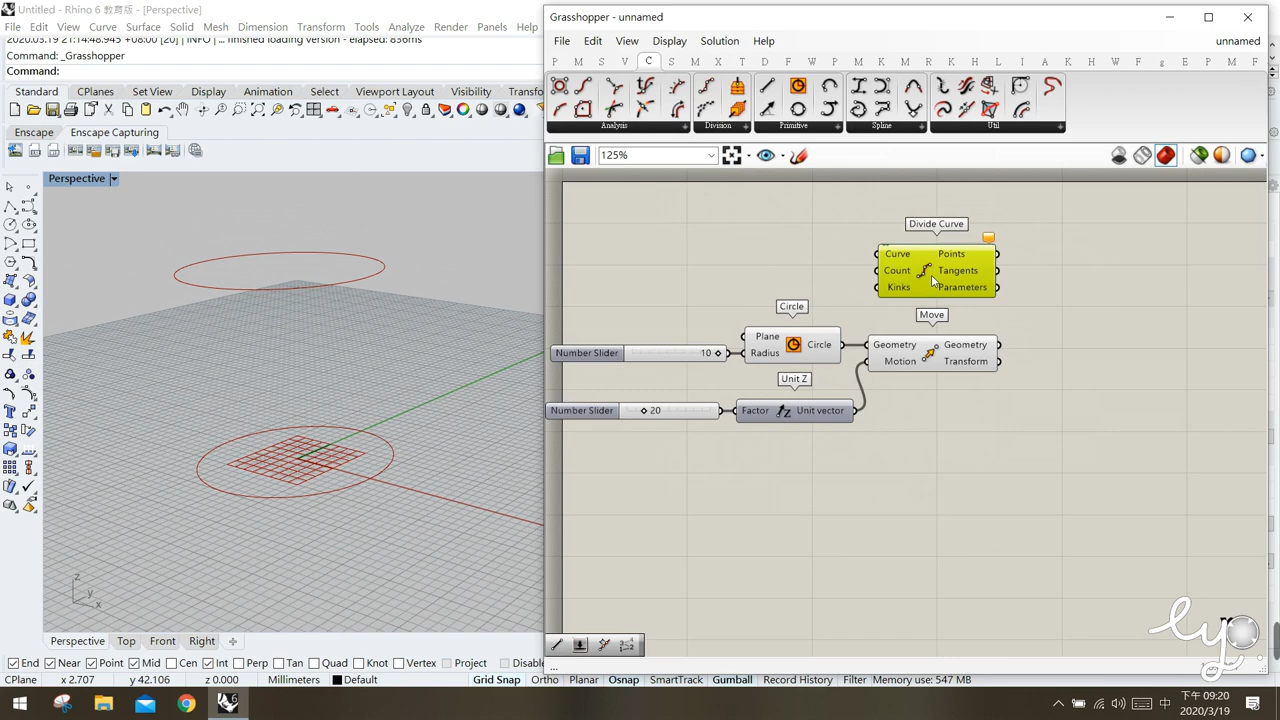 Untitled - Rhino 6 教育版 - [Perspective]
File Edit View Curve Surface Solid Mesh Dimension Transform Tools Analyze Render Panels Help
Command: _Grasshopper
Command:
Standard CPlanes Set View Display Select Viewport Layout Visibility Transfo
Enscape Enscape Capturing
Perspective
z
y
x
Perspective Top Front Right
End Near Point Mid Cen Int Perp Tan Quad Knot Vertex Project Disable
CPlane x 2.707 y 42.106 z 0.000 Millimeters Default Grid Snap Ortho Planar Osnap SmartTrack Gumball Record History Filter Memory use: 547 MB
Grasshopper - unnamed
File Edit View Display Solution Help unnamed
P M S V C S M X T D F B K M R S H L U I A K M E W M F
Analysis Division Primitive Spline Util
125%
Divide Curve
Curve Points
Count Tangents
Kinks Parameters
Circle
Move
Plane
Radius
Circle
Geometry Geometry
Motion Transform
Number Slider 10
Unit Z
Number Slider 20
Factor Unit vector
...
lyo
中
下午 09:20
2020/3/19